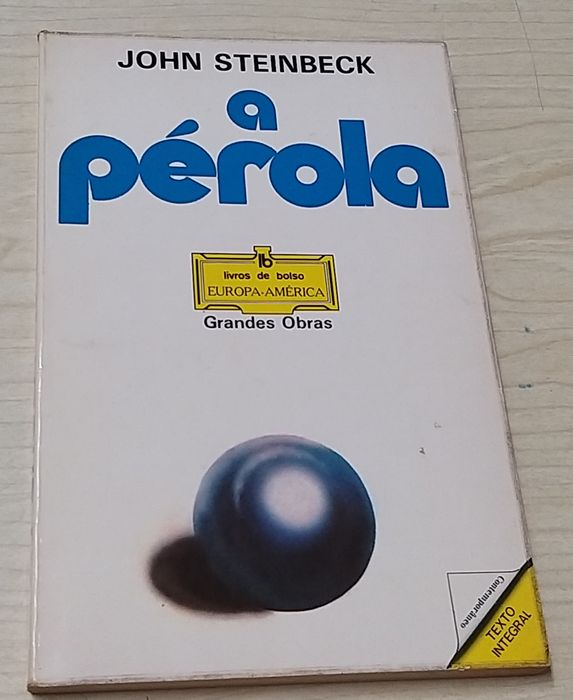 JOHN STEINBECK
a
pérola
lb
livros de bolso
EUROPA-AMÉRICA
Grandes Obras
Contemporâneo
TEXTO
INTEGRAL